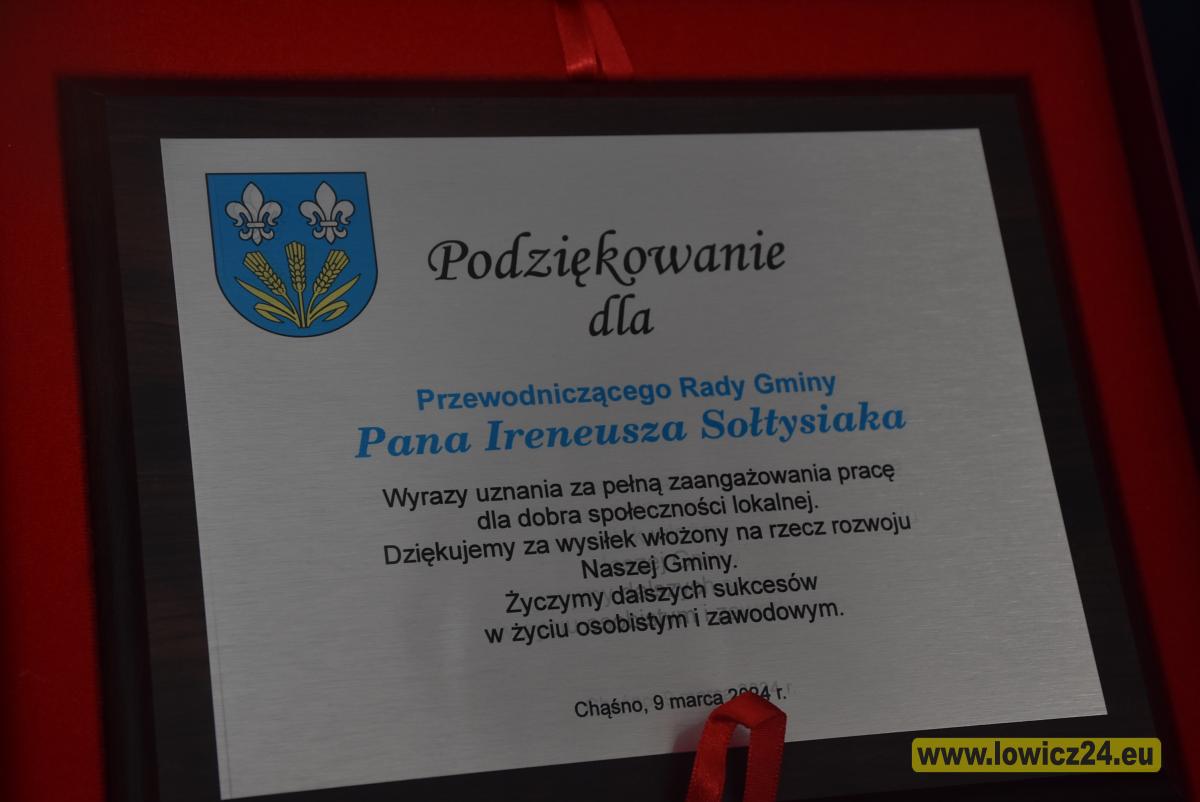 Podziękowanie
dla
Przewodniczącego Rady Gminy
Pana Ireneusza Sołtysiaka
Wyrazy uznania za pełną zaangażowania pracę
dla dobra społeczności lokalnej.
Dziękujemy za wysiłek włożony na rzecz rozwoju
Naszej Gminy.
Życzymy dalszych sukcesów
w życiu osobistym i zawodowym.
Chąśno, 9 marca 2024 r.
www.lowicz24.eu